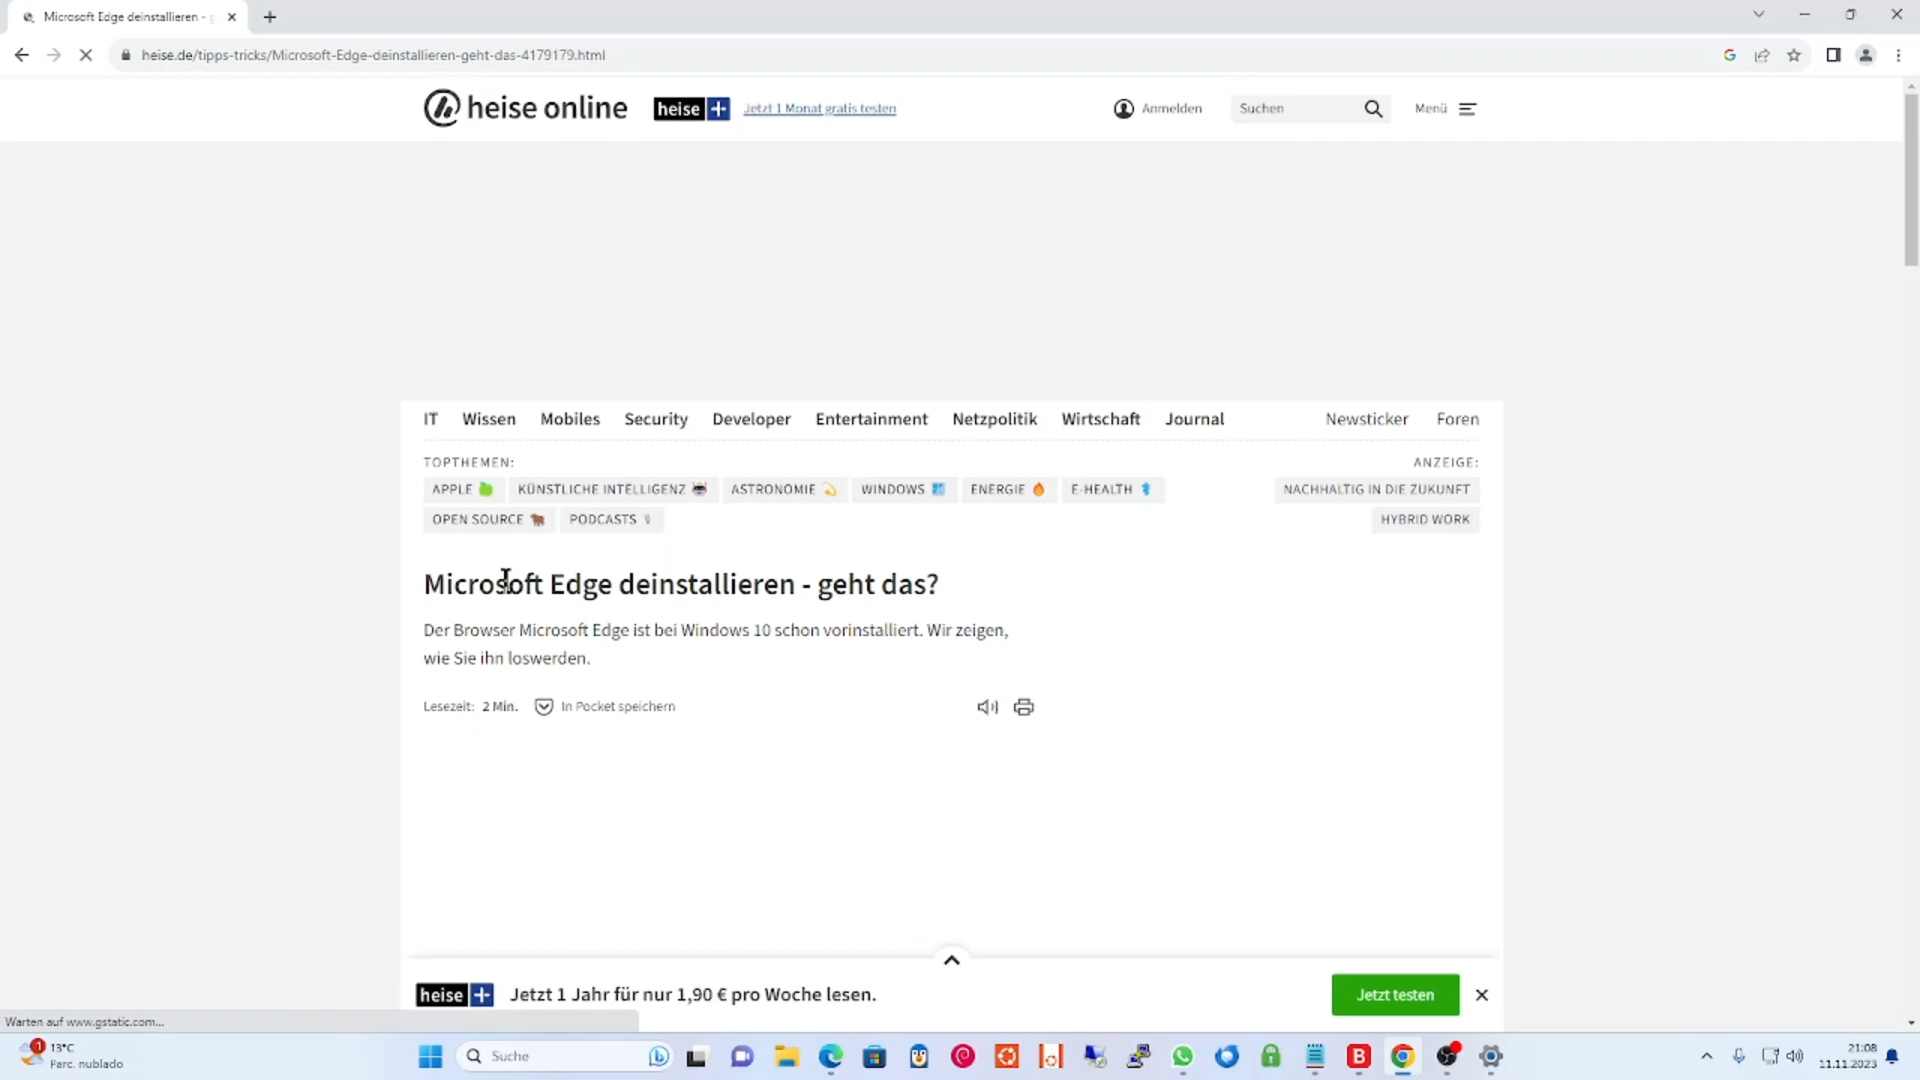 Microsoft Edge deinstallieren - g
heise.de/tipps-tricks/Microsoft-Edge-deinstallieren-geht-das-4179179.html
heise online
heise +
Jetzt 1 Monat gratis testen
Anmelden
Suchen
Menü
IT Wissen Mobiles Security Developer Entertainment Netzpolitik Wirtschaft Journal Newsticker Foren
TOPTHEMEN: ANZEIGE:
APPLE KÜNSTLICHE INTELLIGENZ ASTRONOMIE WINDOWS ENERGIE E-HEALTH NACHHALTIG IN DIE ZUKUNFT
OPEN SOURCE PODCASTS HYBRID WORK
Microsoft Edge deinstallieren - geht das?
Der Browser Microsoft Edge ist bei Windows 10 schon vorinstalliert. Wir zeigen,
wie Sie ihn loswerden.
Lesezeit: 2 Min. In Pocket speichern
heise + Jetzt 1 Jahr für nur 1,90 € pro Woche lesen. Jetzt testen
Warten auf www.gstatic.com...
1
13°C
Parc. nublado
Suche
B
21:08
11.11.2023